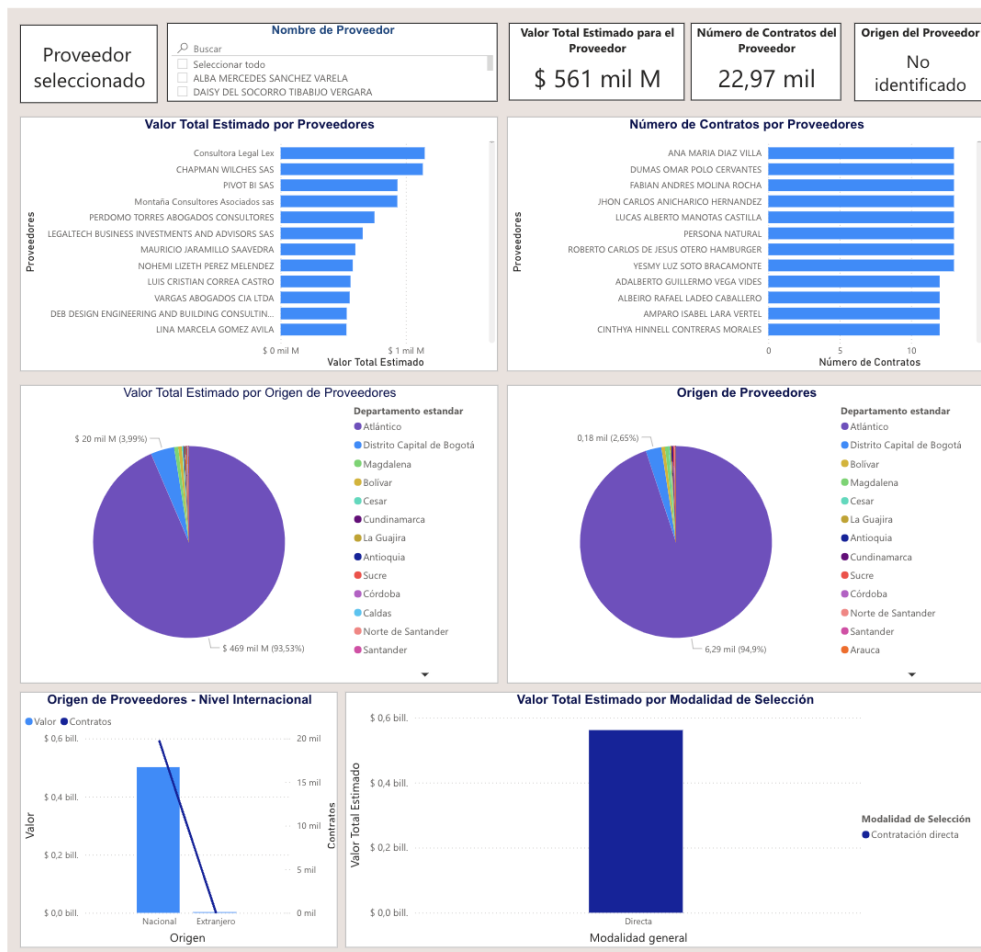 Proveedor
seleccionado
Nombre de Proveedor
Buscar
Seleccionar todo
ALBA MERCEDES SANCHEZ VARELA
DAISY DEL SOCORRO TIBABIJO VERGARA
Valor Total Estimado para el
Proveedor
$ 561 mil M
Número de Contratos del
Proveedor
22,97 mil
Origen del Proveedor
No
identificado
Valor Total Estimado por Proveedores
Proveedores
Consultora Legal Lex
CHAPMAN WILCHES SAS
PIVOT BI SAS
Montaña Consultores Asociados sas
PERDOMO TORRES ABOGADOS CONSULTORES
LEGALTECH BUSINESS INVESTMENTS AND ADVISORS SAS
MAURICIO JARAMILLO SAAVEDRA
NOHEMI LIZETH PEREZ MELENDEZ
LUIS CRISTIAN CORREA CASTRO
VARGAS ABOGADOS CIA LTDA
DEB DESIGN ENGINEERING AND BUILDING CONSULTIN...
LINA MARCELA GOMEZ AVILA
$ 0 mil M $ 1 mil M
Valor Total Estimado
Número de Contratos por Proveedores
Proveedores
ANA MARIA DIAZ VILLA
DUMAS OMAR POLO CERVANTES
FABIAN ANDRES MOLINA ROCHA
JHON CARLOS ANICHARICO HERNANDEZ
LUCAS ALBERTO MANOTAS CASTILLA
PERSONA NATURAL
ROBERTO CARLOS DE JESUS OTERO HAMBURGER
YESMY LUZ SOTO BRACAMONTE
ADALBERTO GUILLERMO VEGA VIDES
ALBEIRO RAFAEL LADEO CABALLERO
AMPARO ISABEL LARA VERTEL
CINTHYA HINNELL CONTRERAS MORALES
0 5 10
Número de Contratos
Valor Total Estimado por Origen de Proveedores
$ 20 mil M (3,99%)
$ 469 mil M (93,53%)
Departamento estandar
Atlántico
Distrito Capital de Bogotá
Magdalena
Bolívar
Cesar
Cundinamarca
La Guajira
Antioquia
Sucre
Córdoba
Caldas
Norte de Santander
Santander
Origen de Proveedores
0,18 mil (2,65%)
6,29 mil (94,9%)
Departamento estandar
Atlántico
Distrito Capital de Bogotá
Bolívar
Magdalena
Cesar
La Guajira
Antioquia
Cundinamarca
Sucre
Córdoba
Norte de Santander
Santander
Arauca
Origen de Proveedores - Nivel Internacional
Valor Contratos
Valor
$ 0,6 bill.
$ 0,4 bill.
$ 0,2 bill.
$ 0,0 bill.
20 mil
15 mil
10 mil
5 mil
0 mil
Contratos
Nacional Extranjero
Origen
Valor Total Estimado por Modalidad de Selección
Valor Total Estimado
$ 0,6 bill.
$ 0,4 bill.
$ 0,2 bill.
$ 0,0 bill.
Directa
Modalidad general
Modalidad de Selección
Contratación directa